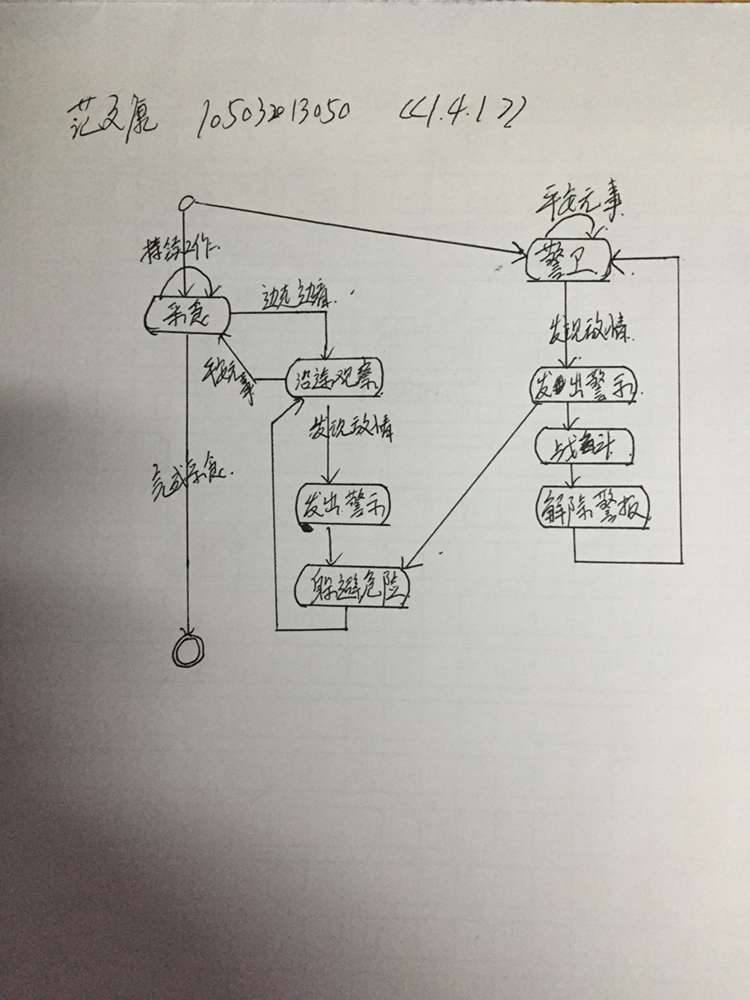 范文康 105032013050 《1.4.1》
平安无事
持续工作
警卫
采食
边走边看
发现敌情
平安无事
沿途观察
发出警示
发现敌情
战斗
完成采食
发出警示
解除警报
躲避危险